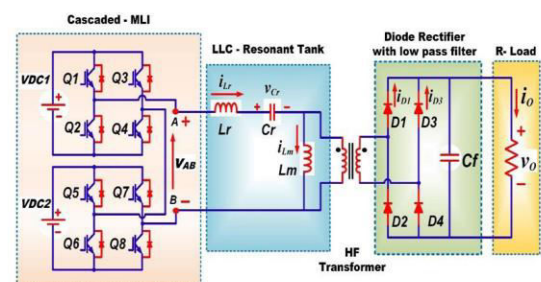 Cascaded - MLI
LLC - Resonant Tank
Diode Rectifier
with low pass filter
R- Load
VDC1
Q1
Q3
Q2
Q4
VDC2
Q5
Q7
Q6
Q8
A
+
VAB
B
−
iLr
Lr
+
vCr
−
Cr
iLm
Lm
HF
Transformer
iD1
iD3
D1
D3
D2
D4
Cf
iO
+
vO
−